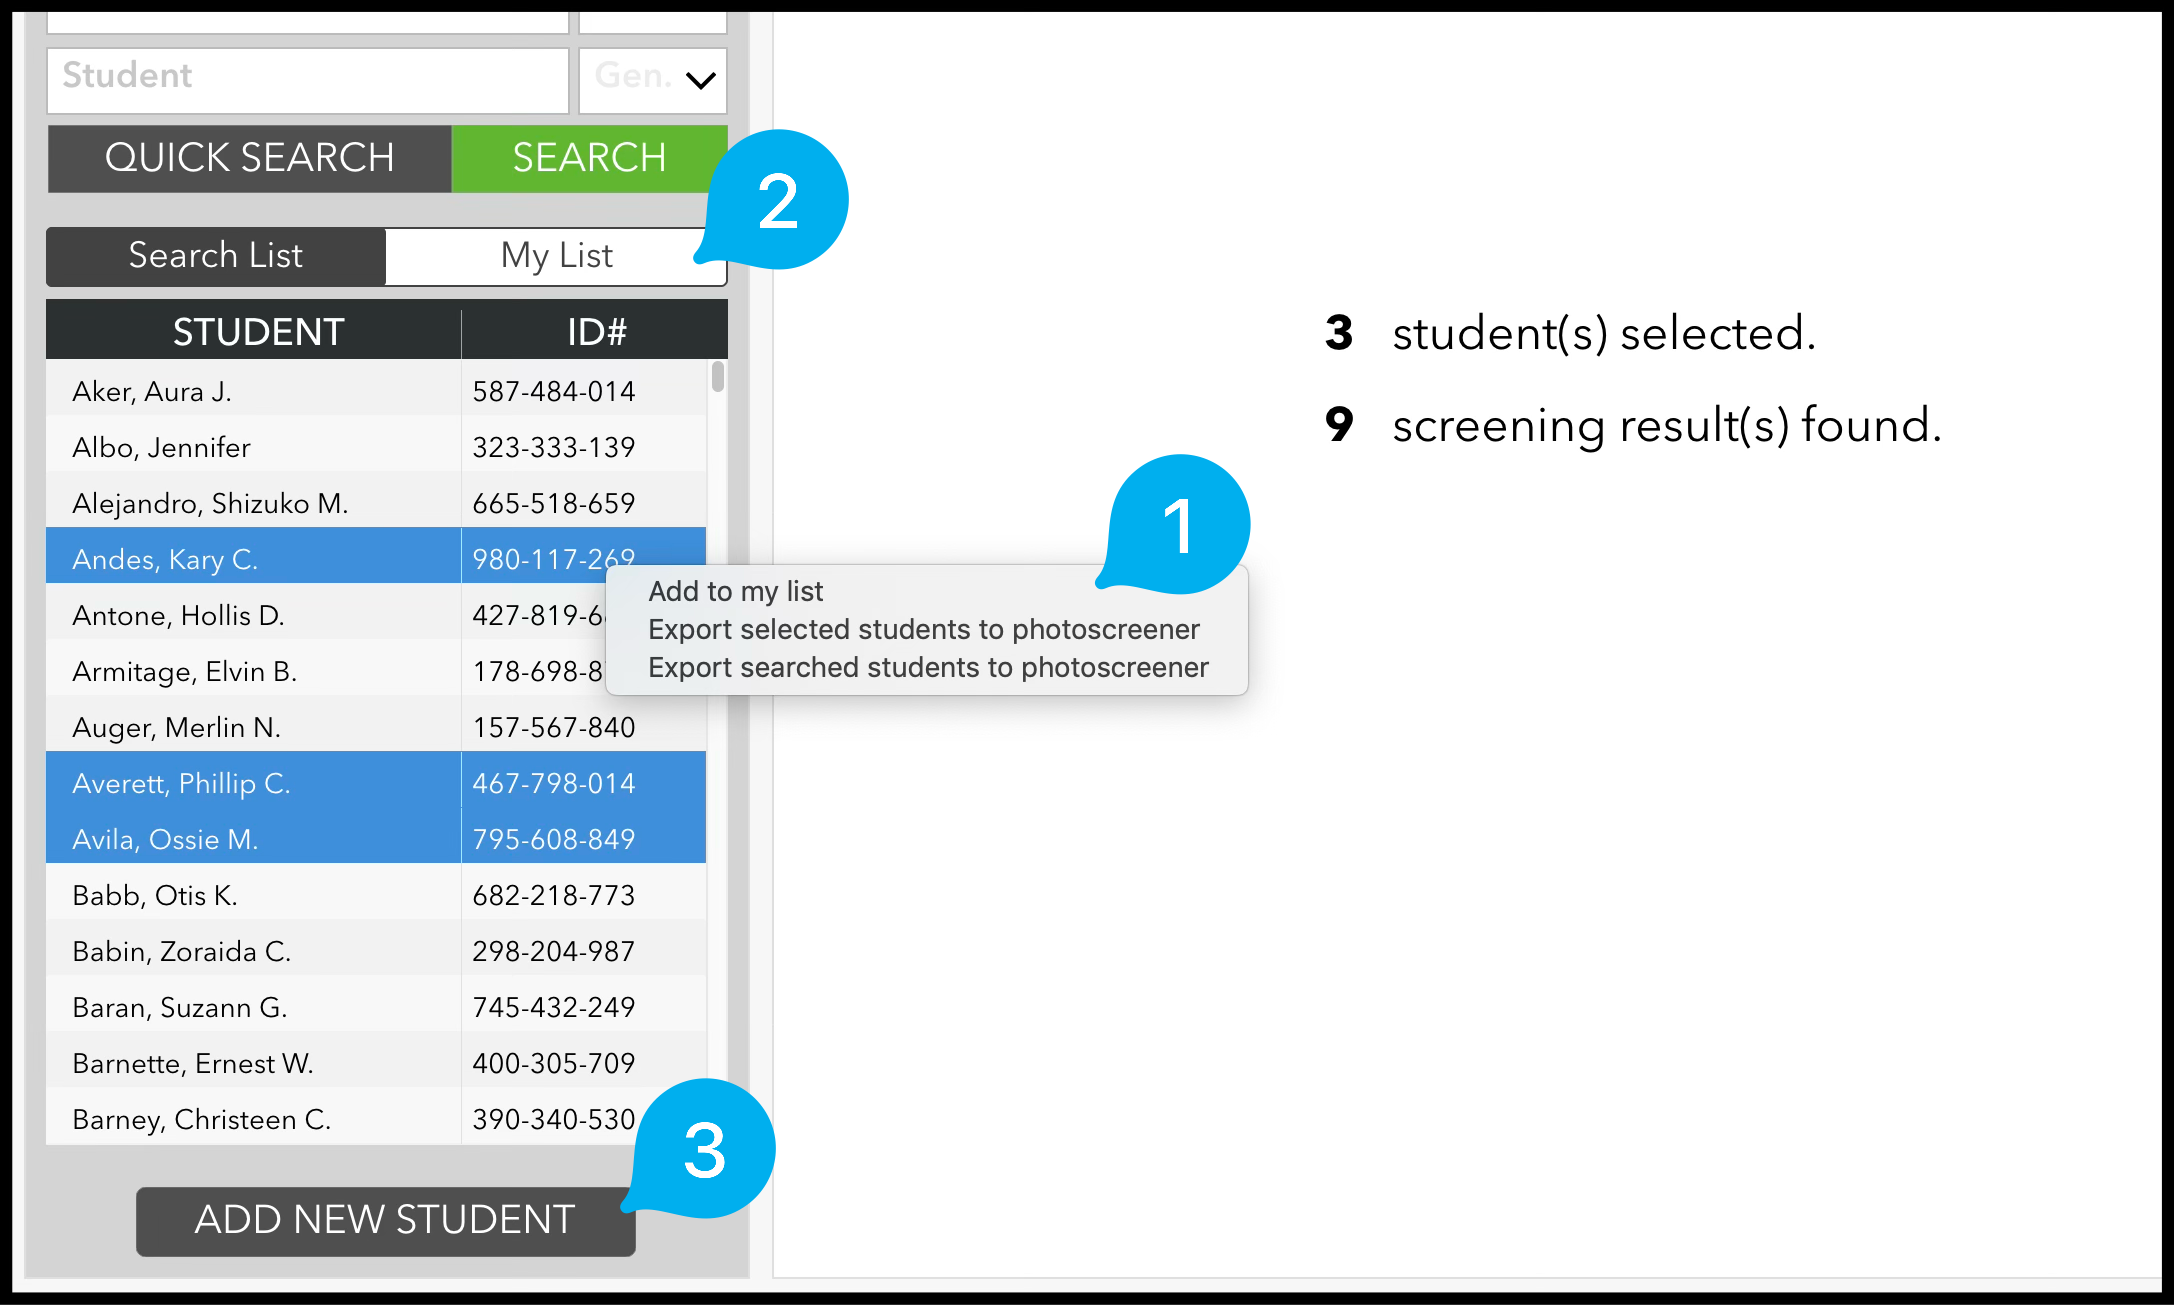 Student
Gen.
QUICK SEARCH
SEARCH
2
Search List
My List
STUDENT ID#
Aker, Aura J. 587-484-014
Albo, Jennifer 323-333-139
Alejandro, Shizuko M. 665-518-659
Andes, Kary C. 980-117-269
Antone, Hollis D. 427-819-6
Armitage, Elvin B. 178-698-8
Auger, Merlin N. 157-567-840
Averett, Phillip C. 467-798-014
Avila, Ossie M. 795-608-849
Babb, Otis K. 682-218-773
Babin, Zoraida C. 298-204-987
Baran, Suzann G. 745-432-249
Barnette, Ernest W. 400-305-709
Barney, Christeen C. 390-340-530
3
ADD NEW STUDENT
1
Add to my list
Export selected students to photoscreener
Export searched students to photoscreener
3 student(s) selected.
9 screening result(s) found.